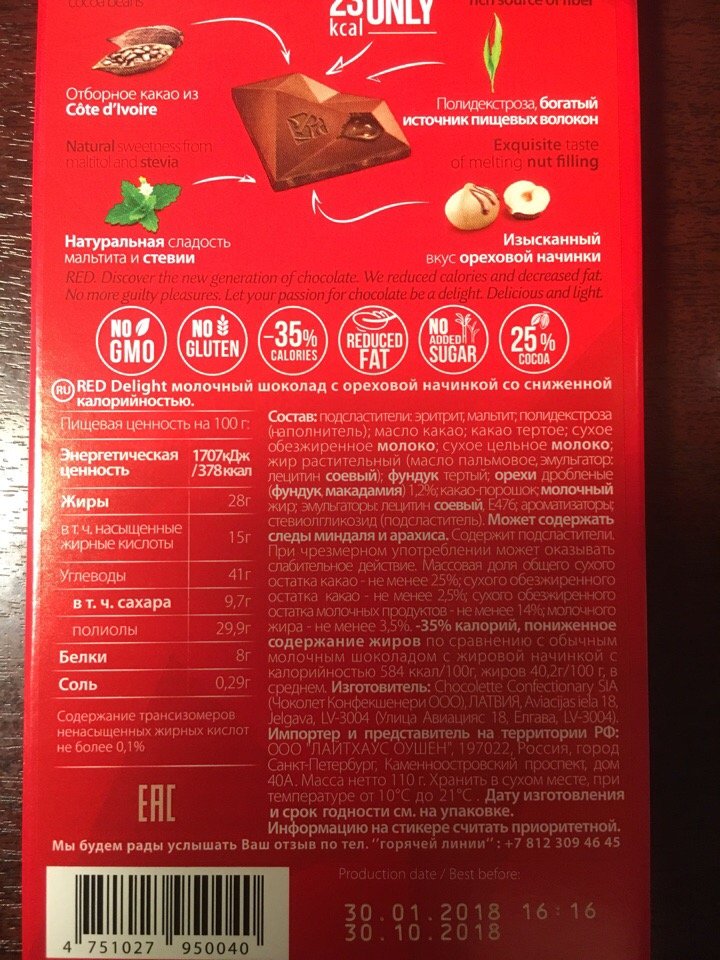 cocoa beans
kcal
ONLY
rich source of fiber
Отборное какао из
Côte d'Ivoire
Полидекстроза, богатый
источник пищевых волокон
Natural sweetness from
maltitol and stevia
Exquisite taste
of melting nut filling
Натуральная сладость
мальтита и стевии
Изысканный
вкус ореховой начинки
RED. Discover the new generation of chocolate. We reduced calories and decreased fat.
No more guilty pleasures. Let your passion for chocolate be a delight. Delicious and light.
NO
GMO
NO
GLUTEN
-35%
CALORIES
REDUCED
FAT
NO
ADDED
SUGAR
25%
COCOA
RU RED Delight молочный шоколад с ореховой начинкой со сниженной
калорийностью.
Пищевая ценность на 100 г:
Энергетическая 1707кДж
ценность /378 ккал
Жиры 28г
в т. ч. насыщенные
жирные кислоты 15г
Углеводы 41г
в т. ч. сахара 9,7г
полиолы 29,9г
Белки 8г
Соль 0,29г
Содержание трансизомеров
ненасыщенных жирных кислот
не более 0,1%
EAC
Состав: подсластители: эритрит, мальтит; полидекстроза
(наполнитель); масло какао; какао тертое; сухое
обезжиренное молоко; сухое цельное молоко;
жир растительный (масло пальмовое, эмульгатор:
лецитин соевый); фундук тертый; орехи дробленые
(фундук, макадамия) 1,2%; какао-порошок; молочный
жир; эмульгаторы: лецитин соевый, E476; ароматизаторы;
стевиолгликозид (подсластитель). Может содержать
следы миндаля и арахиса. Содержит подсластители.
При чрезмерном употреблении может оказывать
слабительное действие. Массовая доля общего сухого
остатка какао - не менее 25%; сухого обезжиренного
остатка какао - не менее 2,5%; сухого обезжиренного
остатка молочных продуктов - не менее 14%; молочного
жира - не менее 3,5%. -35% калорий, пониженное
содержание жиров по сравнению с обычным
молочным шоколадом с жировой начинкой с
калорийностью 584 ккал/100г, жиров 40,2г/100 г, в
среднем. Изготовитель: Chocolette Confectionary SIA
(Чоколет Конфекшенери ООО), ЛАТВИЯ, Aviacijas iela 18,
Jelgava, LV-3004 (Улица Авиацияс 18, Елгава, LV-3004).
Импортер и представитель на территории РФ:
ООО "ЛАЙТХАУС ОУШЕН", 197022, Россия, город
Санкт-Петербург, Каменноостровский проспект, дом
40А. Масса нетто 110 г. Хранить в сухом месте, при
температуре от 10°С до 21°С . Дату изготовления
и срок годности см. на упаковке.
Информацию на стикере считать приоритетной.
Мы будем рады услышать Ваш отзыв по тел. "горячей линии": +7 812 309 46 45
Production date / Best before:
30.01.2018 16:16
30.10.2018
4 751027 950040